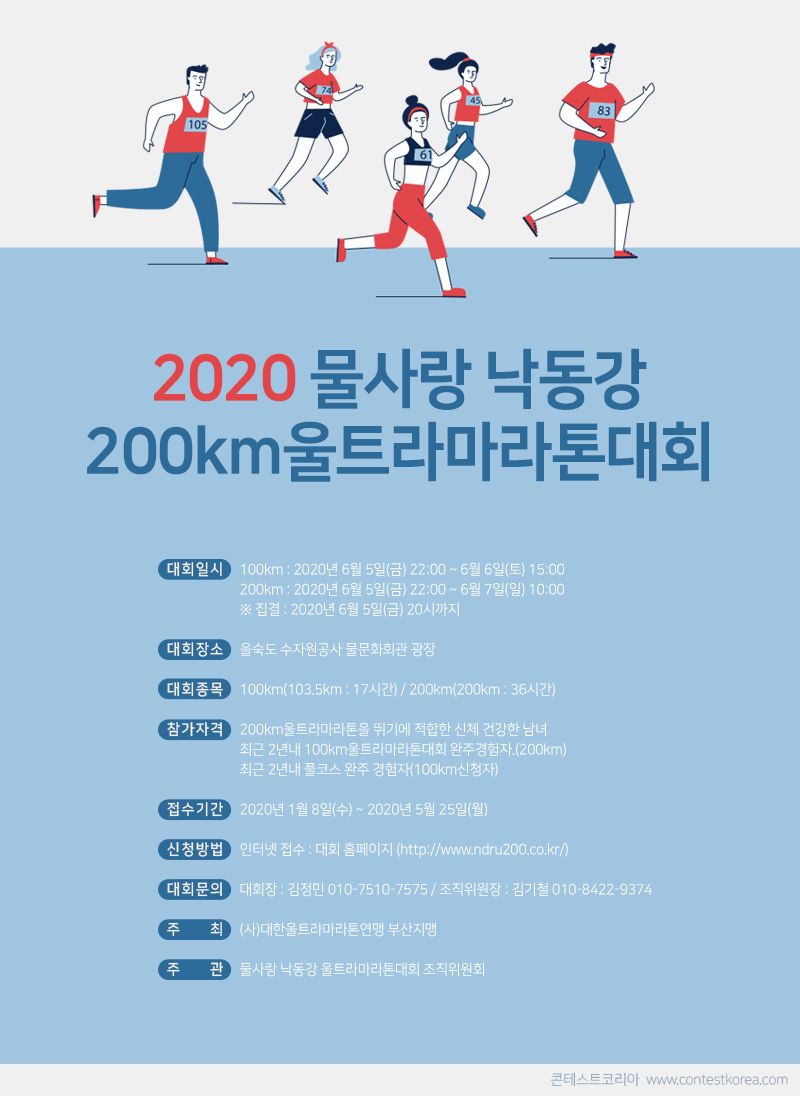 105
74
61
45
83
2020 물사랑 낙동강
200km울트라마라톤대회
대회일시 100km : 2020년 6월 5일(금) 22:00 ~ 6월 6일(토) 15:00
200km : 2020년 6월 5일(금) 22:00 ~ 6월 7일(일) 10:00
※ 집결 : 2020년 6월 5일(금) 20시까지
대회장소 을숙도 수자원공사 물문화회관 광장
대회종목 100km(103.5km : 17시간) / 200km(200km : 36시간)
참가자격 200km울트라마라톤을 뛰기에 적합한 신체 건강한 남녀
최근 2년내 100km울트라마라톤대회 완주경험자.(200km)
최근 2년내 풀코스 완주 경험자(100km신청자)
접수기간 2020년 1월 8일(수) ~ 2020년 5월 25일(월)
신청방법 인터넷 접수 : 대회 홈페이지 (http://www.ndru200.co.kr/)
대회문의 대회장 : 김정민 010-7510-7575 / 조직위원장 : 김기철 010-8422-9374
주 최 (사)대한울트라마라톤연맹 부산지맹
주 관 물사랑 낙동강 울트라마라톤대회 조직위원회
콘테스트코리아 www.contestkorea.com